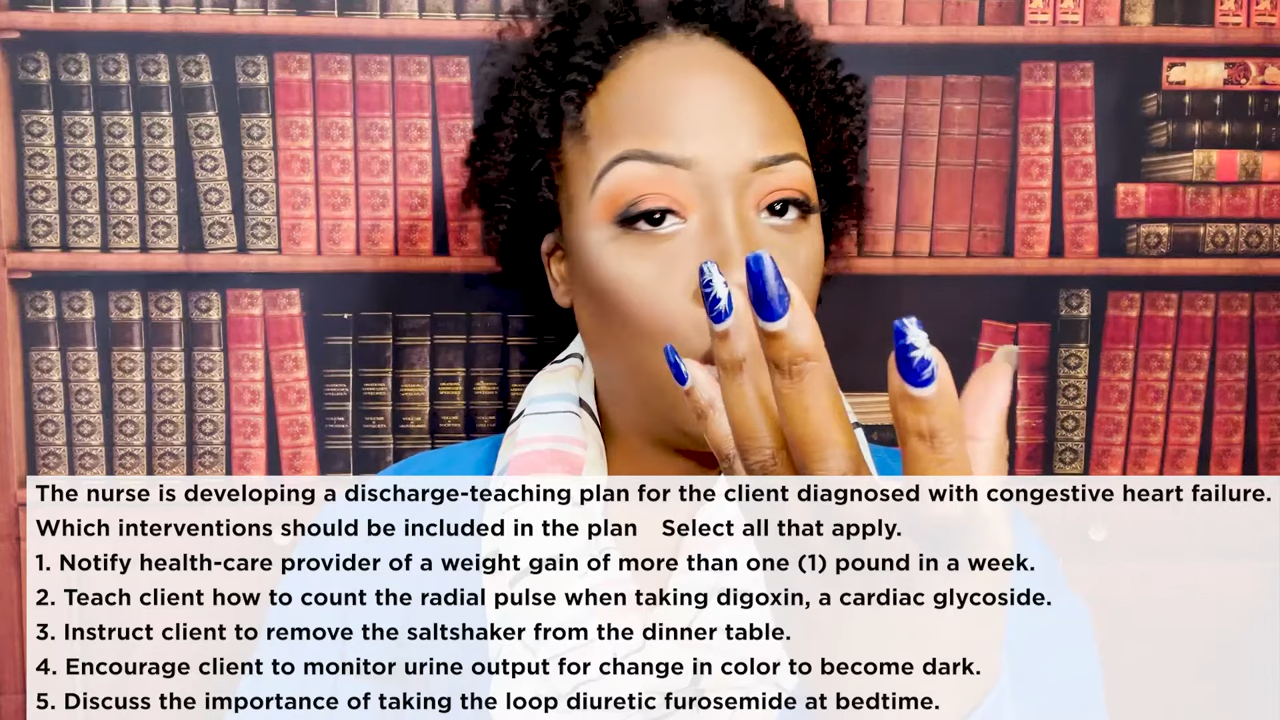 The nurse is developing a discharge-teaching plan for the client diagnosed with congestive heart failure.
Which interventions should be included in the plan Select all that apply.
1. Notify health-care provider of a weight gain of more than one (1) pound in a week.
2. Teach client how to count the radial pulse when taking digoxin, a cardiac glycoside.
3. Instruct client to remove the saltshaker from the dinner table.
4. Encourage client to monitor urine output for change in color to become dark.
5. Discuss the importance of taking the loop diuretic furosemide at bedtime.